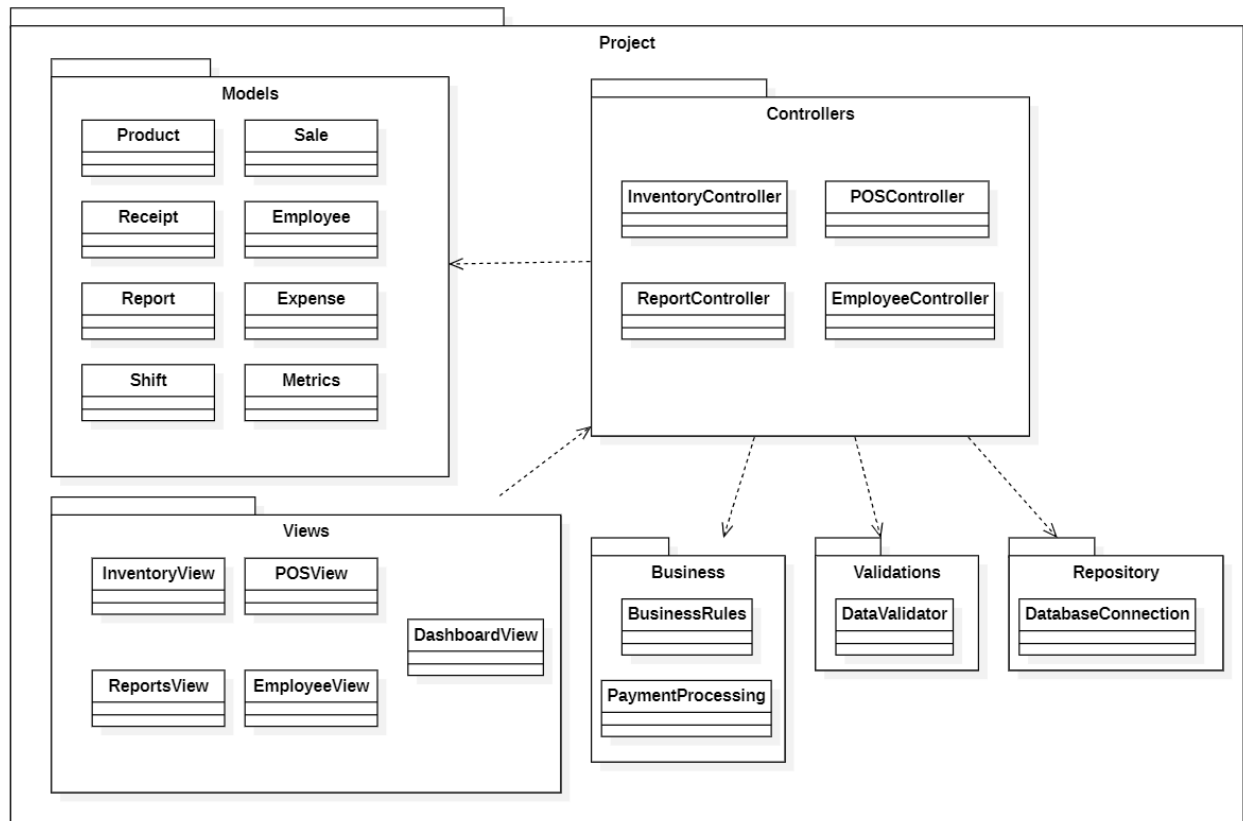 Project
Models
Product
Sale
Receipt
Employee
Report
Expense
Shift
Metrics
Controllers
InventoryController
POSController
ReportController
EmployeeController
Views
InventoryView
POSView
DashboardView
ReportsView
EmployeeView
Business
BusinessRules
PaymentProcessing
Validations
DataValidator
Repository
DatabaseConnection